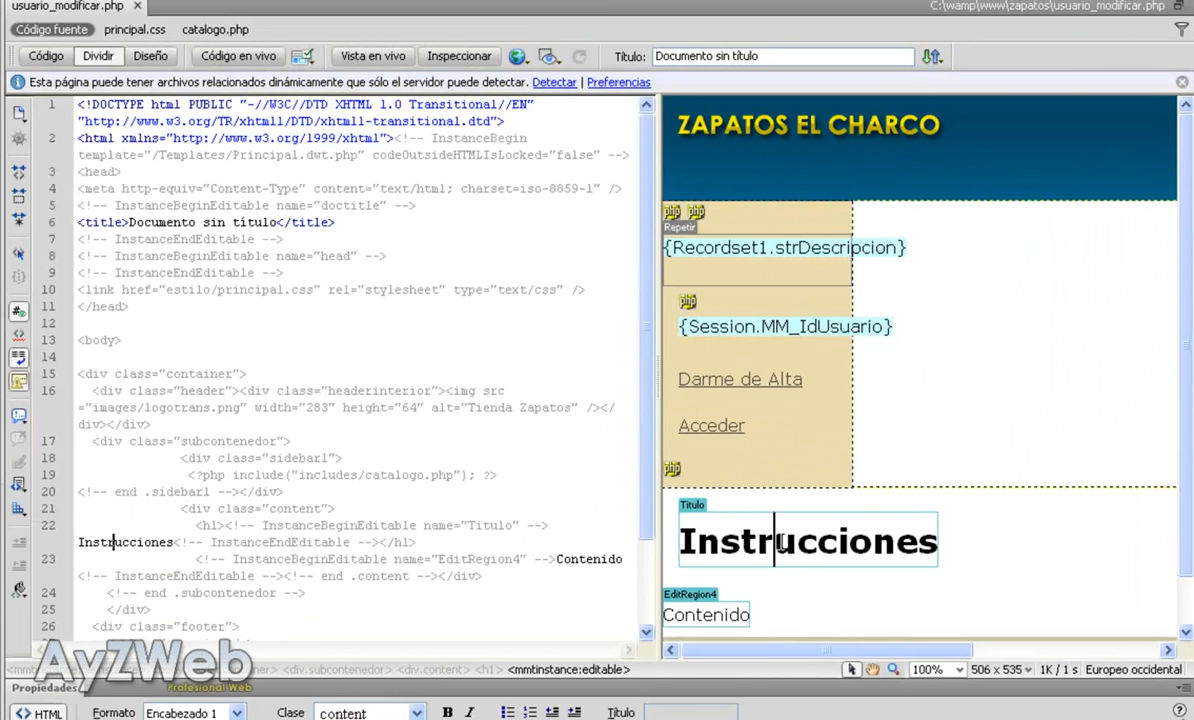 usuario_modificar.php ×
C:\wamp\www\zapatos\usuario_modificar.php
Código fuente principal.css catalogo.php
Código Dividir Diseño Código en vivo Vista en vivo Inspeccionar Título: Documento sin título
Esta página puede tener archivos relacionados dinámicamente que sólo el servidor puede detectar. Detectar | Preferencias
1 <!DOCTYPE html PUBLIC "-//W3C//DTD XHTML 1.0 Transitional//EN"
"http://www.w3.org/TR/xhtml1/DTD/xhtml1-transitional.dtd">
2 <html xmlns="http://www.w3.org/1999/xhtml"><!-- InstanceBegin
template="/Templates/Principal.dwt.php" codeOutsideHTMLIsLocked="false" -->
3 <head>
4 <meta http-equiv="Content-Type" content="text/html; charset=iso-8859-1" />
5 <!-- InstanceBeginEditable name="doctitle" -->
6 <title>Documento sin título</title>
7 <!-- InstanceEndEditable -->
8 <!-- InstanceBeginEditable name="head" -->
9 <!-- InstanceEndEditable -->
10 <link href="estilo/principal.css" rel="stylesheet" type="text/css" />
11 </head>
12
13 <body>
14
15 <div class="container">
16 <div class="header"><div class="headerinterior"><img src
="images/logotrans.png" width="283" height="64" alt="Tienda Zapatos" /></
div></div>
17 <div class="subcontenedor">
18 <div class="sidebar1">
19 <?php include("includes/catalogo.php"); ?>
20 <!-- end .sidebar1 --></div>
21 <div class="content">
22 <h1><!-- InstanceBeginEditable name="Titulo" -->
Instrucciones<!-- InstanceEndEditable --></h1>
23 <!-- InstanceBeginEditable name="EditRegion4" -->Contenido
<!-- InstanceEndEditable --><!-- end .content --></div>
24 <!-- end .subcontenedor -->
25 </div>
26 <div class="footer">
ZAPATOS EL CHARCO
php php
Repetir
{Recordset1.strDescripcion}
php
{Session.MM_IdUsuario}
Darme de Alta
Acceder
php
Titulo
Instrucciones
EditRegion4
Contenido
AyZWeb
Profesional Web
<div.subcontenedor> <div.content> <h1> <mmtinstance:editable>
100% 506 x 535 1K / 1 s Europeo occidental
Propiedades
<> HTML Formato Encabezado 1 Clase content B I Título